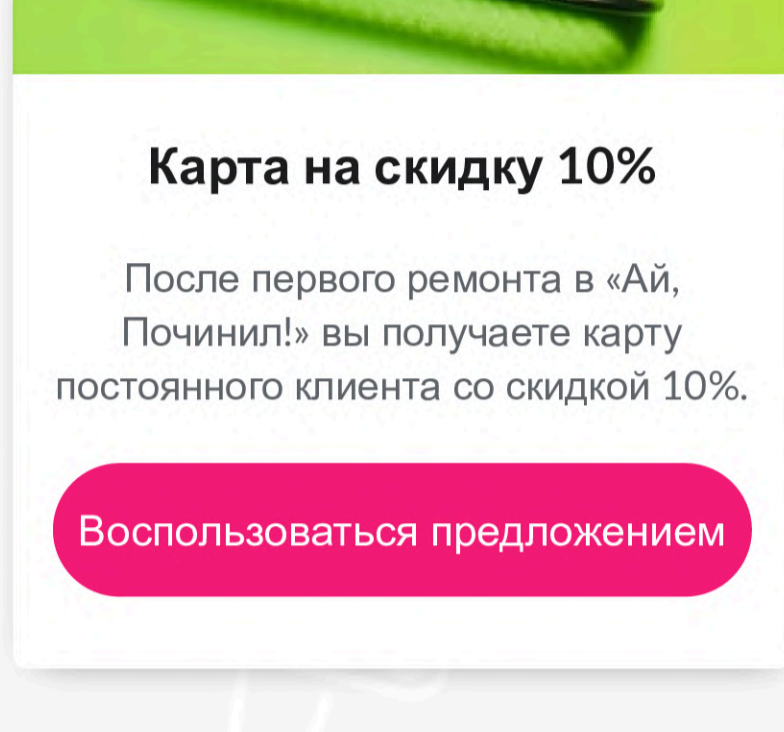 Карта на скидку 10%
После первого ремонта в «Ай,
Починил!» вы получаете карту
постоянного клиента со скидкой 10%.
Воспользоваться предложением